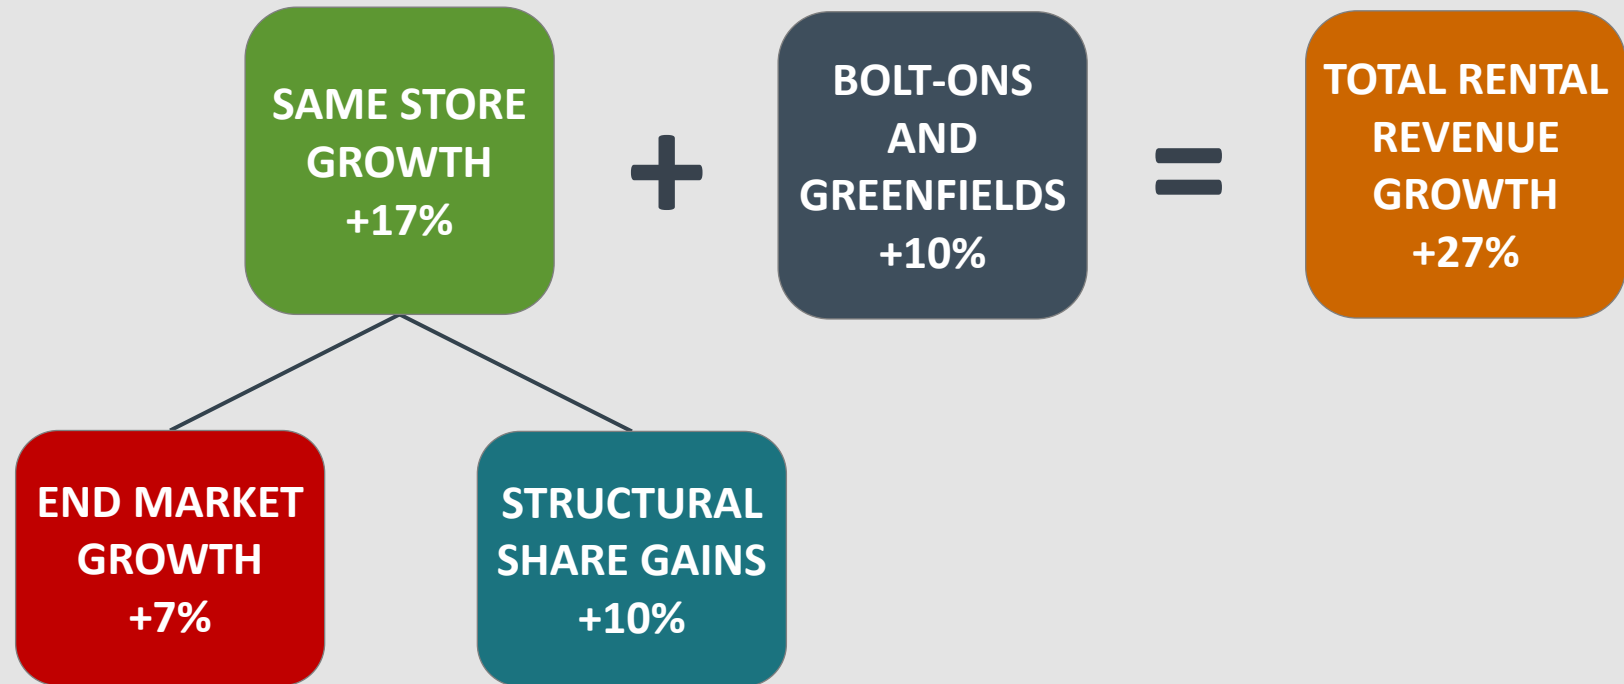 SAME STORE
GROWTH
+17%
+
BOLT-ONS
AND
GREENFIELDS
+10%
=
TOTAL RENTAL
REVENUE
GROWTH
+27%
END MARKET
GROWTH
+7%
STRUCTURAL
SHARE GAINS
+10%